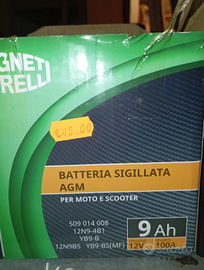 GNETI
RELLI
€45.00
BATTERIA SIGILLATA
AGM
PER MOTO E SCOOTER
509 014 008
12N9-4B1
YB9-B
12N9BS YB9-BS(MF)
9 Ah
12V
100A